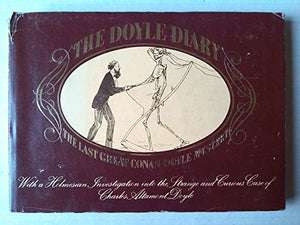 THE DOYLE DIARY
THE LAST GREAT CONAN DOYLE MYSTERY
With a Holmesian Investigation into the Strange and Curious Case of
Charles Altamont Doyle